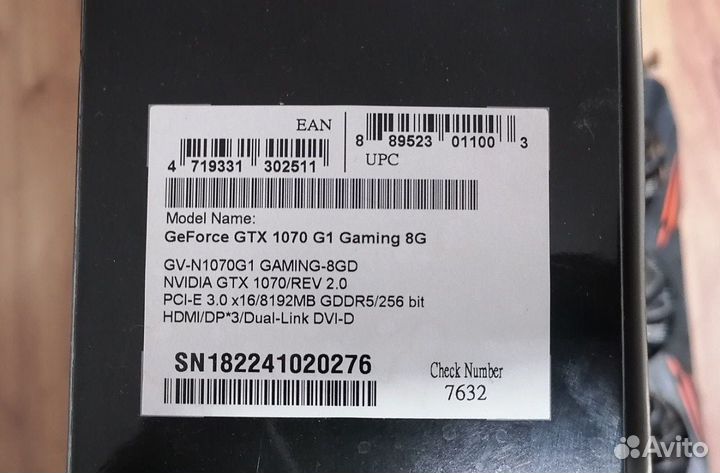 EAN
4 719331 302511
8 89523 01100 3
UPC
Model Name:
GeForce GTX 1070 G1 Gaming 8G
GV-N1070G1 GAMING-8GD
NVIDIA GTX 1070/REV 2.0
PCI-E 3.0 x16/8192MB GDDR5/256 bit
HDMI/DP*3/Dual-Link DVI-D
SN182241020276
Check Number
7632
Avito